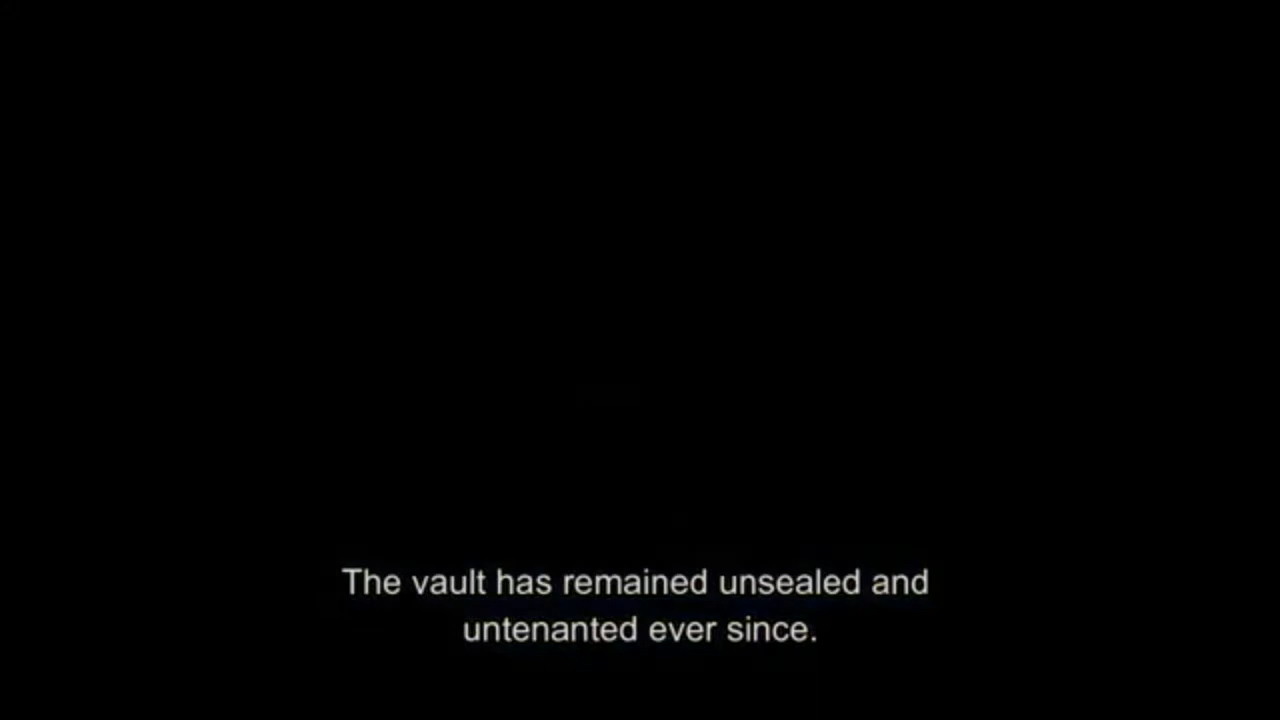 The vault has remained unsealed and
untenanted ever since.